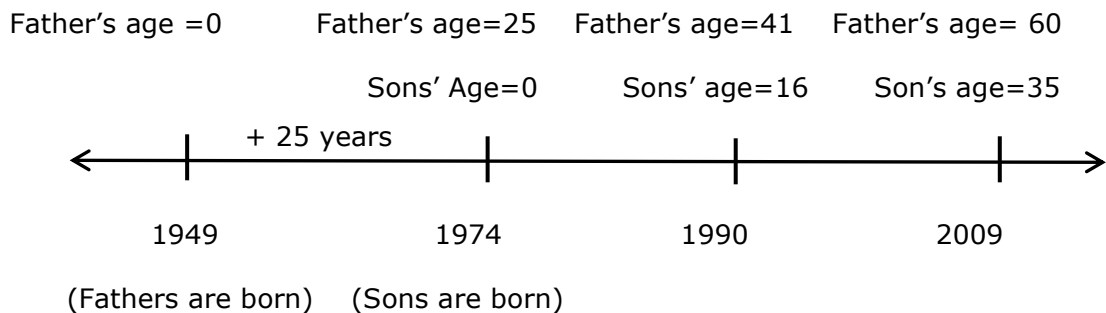 Father’s age =0 Father’s age=25 Father’s age=41 Father’s age= 60
Sons’ Age=0 Sons’ age=16 Son’s age=35
+ 25 years
1949 1974 1990 2009
(Fathers are born) (Sons are born)